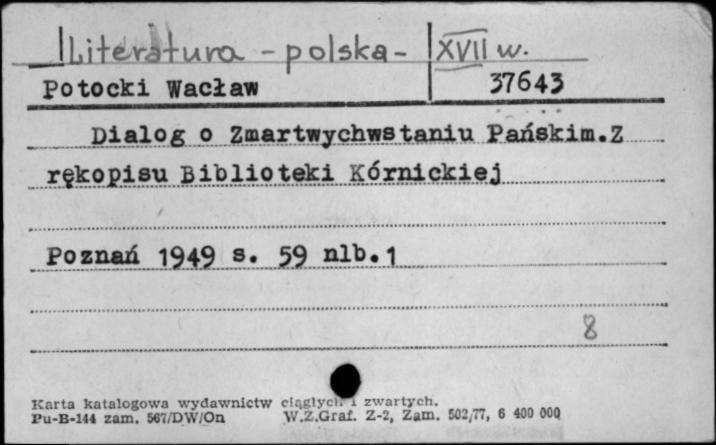 Literatura - polska - XVII w.
Potocki Wacław 37643
Dialog o Zmartwychwstaniu Pańskim.Z
rękopisu Biblioteki Kórnickiej
Poznań 1949 s. 59 nlb.1
8
Karta katalogowa wydawnictw ciągłych i zwartych.
Pu-B-144 zam. 567/DW/On W.Z.Graf. Z-2, Zam. 502/77, 6 400 000